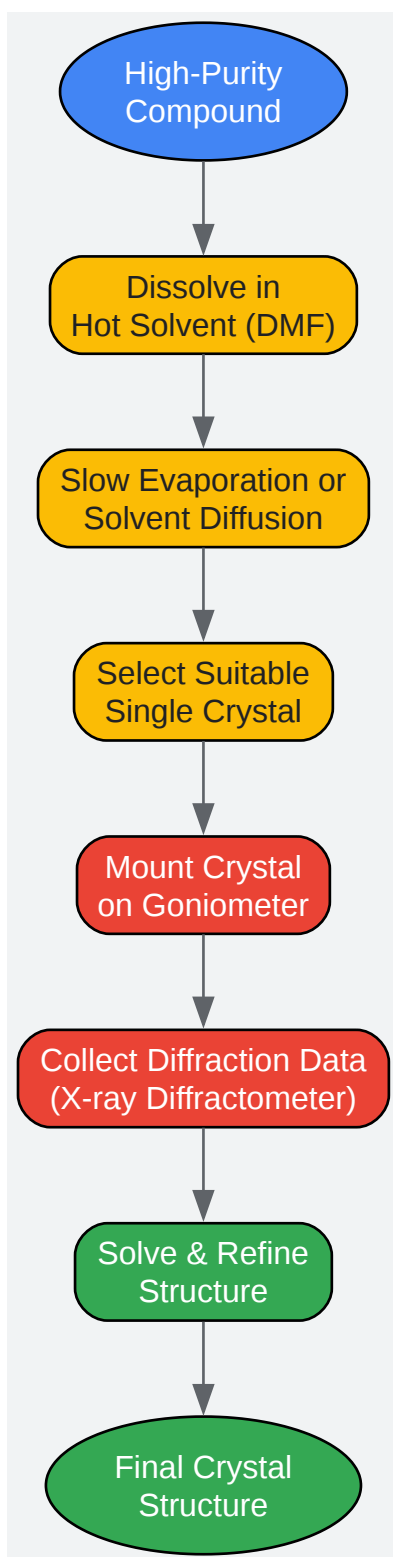 High-Purity
Compound
Dissolve in
Hot Solvent (DMF)
Slow Evaporation or
Solvent Diffusion
Select Suitable
Single Crystal
Mount Crystal
on Goniometer
Collect Diffraction Data
(X-ray Diffractometer)
Solve & Refine
Structure
Final Crystal
Structure